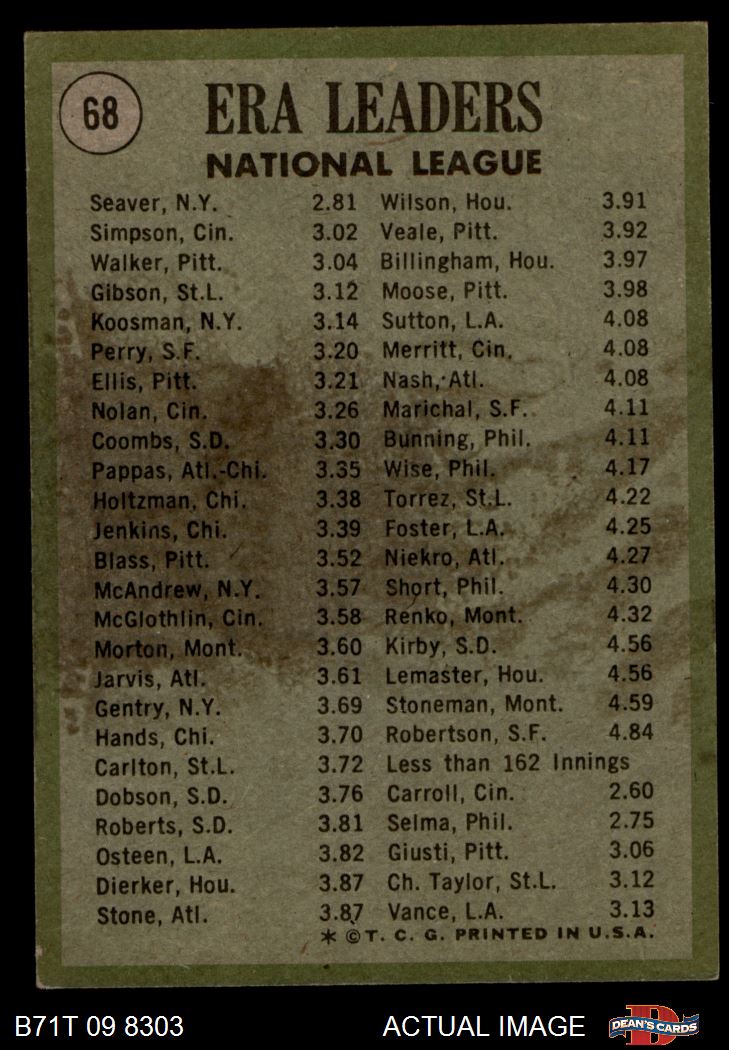 68
ERA LEADERS
NATIONAL LEAGUE
Seaver, N.Y. 2.81
Simpson, Cin. 3.02
Walker, Pitt. 3.04
Gibson, St.L. 3.12
Koosman, N.Y. 3.14
Perry, S.F. 3.20
Ellis, Pitt. 3.21
Nolan, Cin. 3.26
Coombs, S.D. 3.30
Pappas, Atl.-Chi. 3.35
Holtzman, Chi. 3.38
Jenkins, Chi. 3.39
Blass, Pitt. 3.52
McAndrew, N.Y. 3.57
McGlothlin, Cin. 3.58
Morton, Mont. 3.60
Jarvis, Atl. 3.61
Gentry, N.Y. 3.69
Hands, Chi. 3.70
Carlton, St.L. 3.72
Dobson, S.D. 3.76
Roberts, S.D. 3.81
Osteen, L.A. 3.82
Dierker, Hou. 3.87
Stone, Atl. 3.87
Wilson, Hou. 3.91
Veale, Pitt. 3.92
Billingham, Hou. 3.97
Moose, Pitt. 3.98
Sutton, L.A. 4.08
Merritt, Cin. 4.08
Nash, Atl. 4.08
Marichal, S.F. 4.11
Bunning, Phil. 4.11
Wise, Phil. 4.17
Torrez, St.L. 4.22
Foster, L.A. 4.25
Niekro, Atl. 4.27
Short, Phil. 4.30
Renko, Mont. 4.32
Kirby, S.D. 4.56
Lemaster, Hou. 4.56
Stoneman, Mont. 4.59
Robertson, S.F. 4.84
Less than 162 Innings
Carroll, Cin. 2.60
Selma, Phil. 2.75
Giusti, Pitt. 3.06
Ch. Taylor, St.L. 3.12
Vance, L.A. 3.13
* © T. C. G. PRINTED IN U.S.A.
B71T 09 8303
ACTUAL IMAGE
D
DEAN'S CARDS